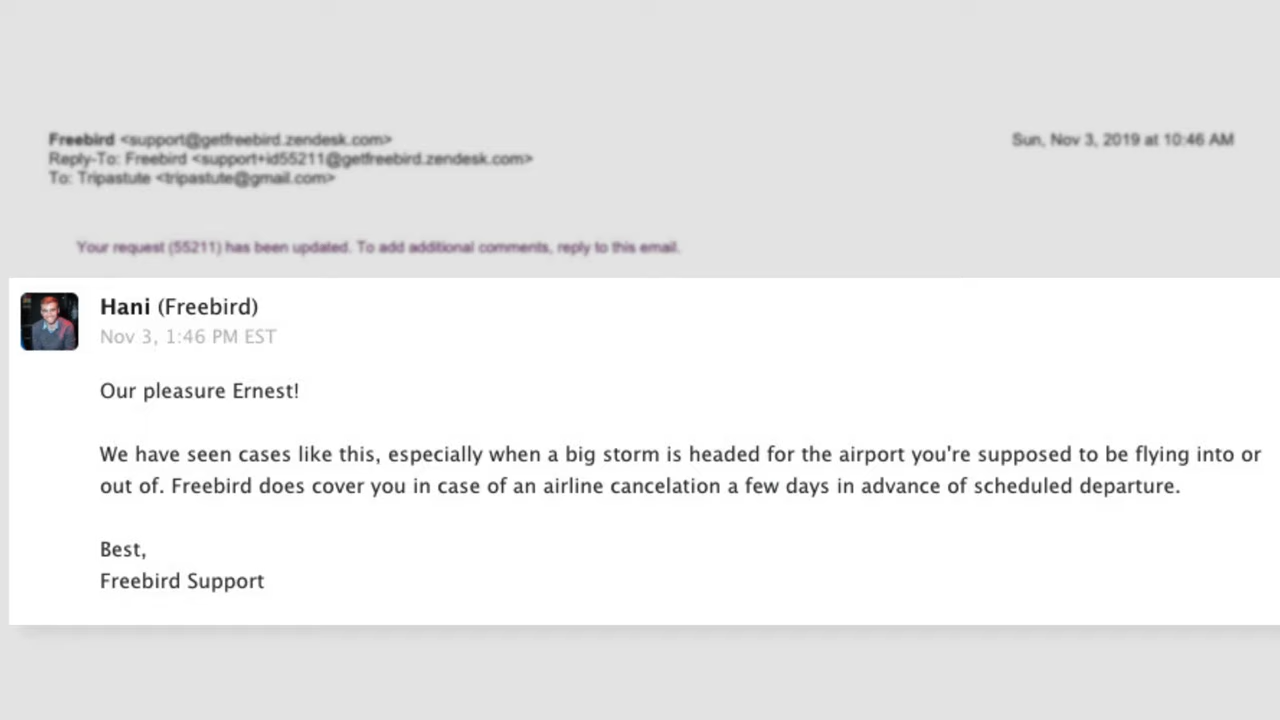 Freebird <support@getfreebird.zendesk.com>
Sun, Nov 3, 2019 at 10:46 AM
Reply-To: Freebird <support+id55211@getfreebird.zendesk.com>
To: Tripastute <tripastute@gmail.com>
Your request (55211) has been updated. To add additional comments, reply to this email.
Hani (Freebird)
Nov 3, 1:46 PM EST
Our pleasure Ernest!
We have seen cases like this, especially when a big storm is headed for the airport you're supposed to be flying into or
out of. Freebird does cover you in case of an airline cancelation a few days in advance of scheduled departure.
Best,
Freebird Support